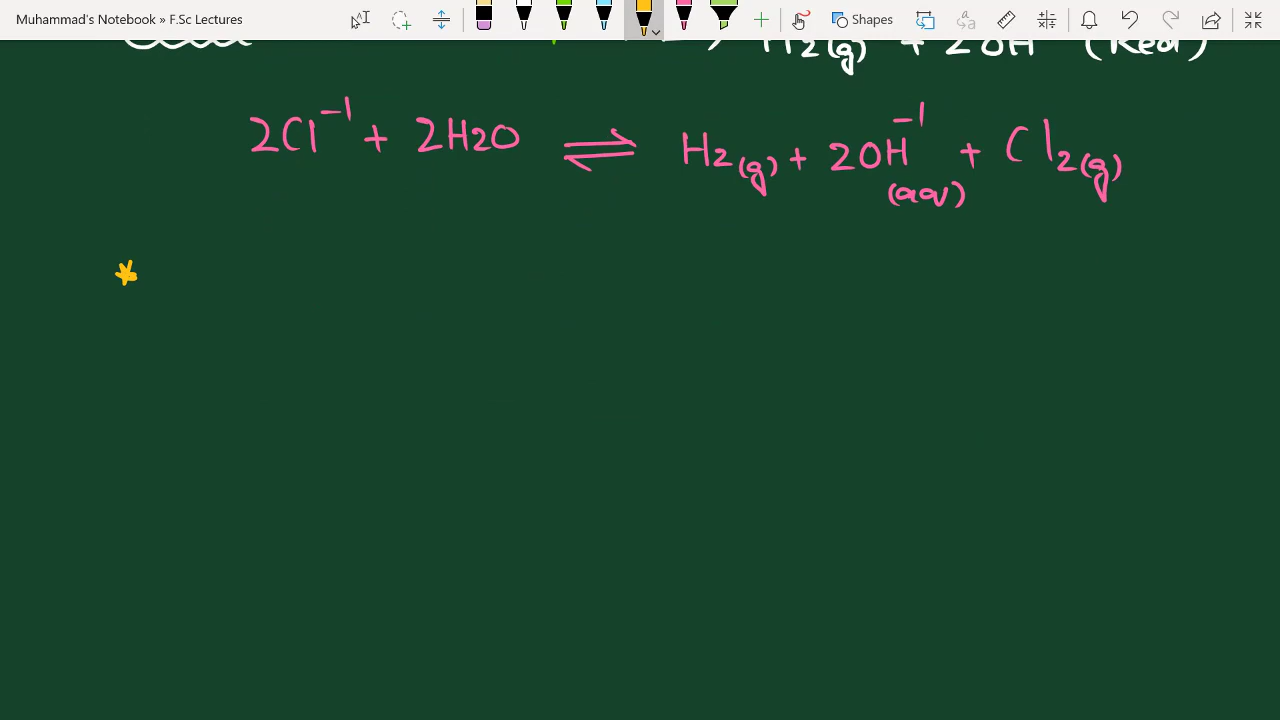 Muhammad's Notebook » F.Sc Lectures
Shapes
H2(g) + 2OH (Red)
2Cl⁻¹ + 2H2O ⇌ H2(g) + 2OH⁻¹(aq) + Cl2(g)
*